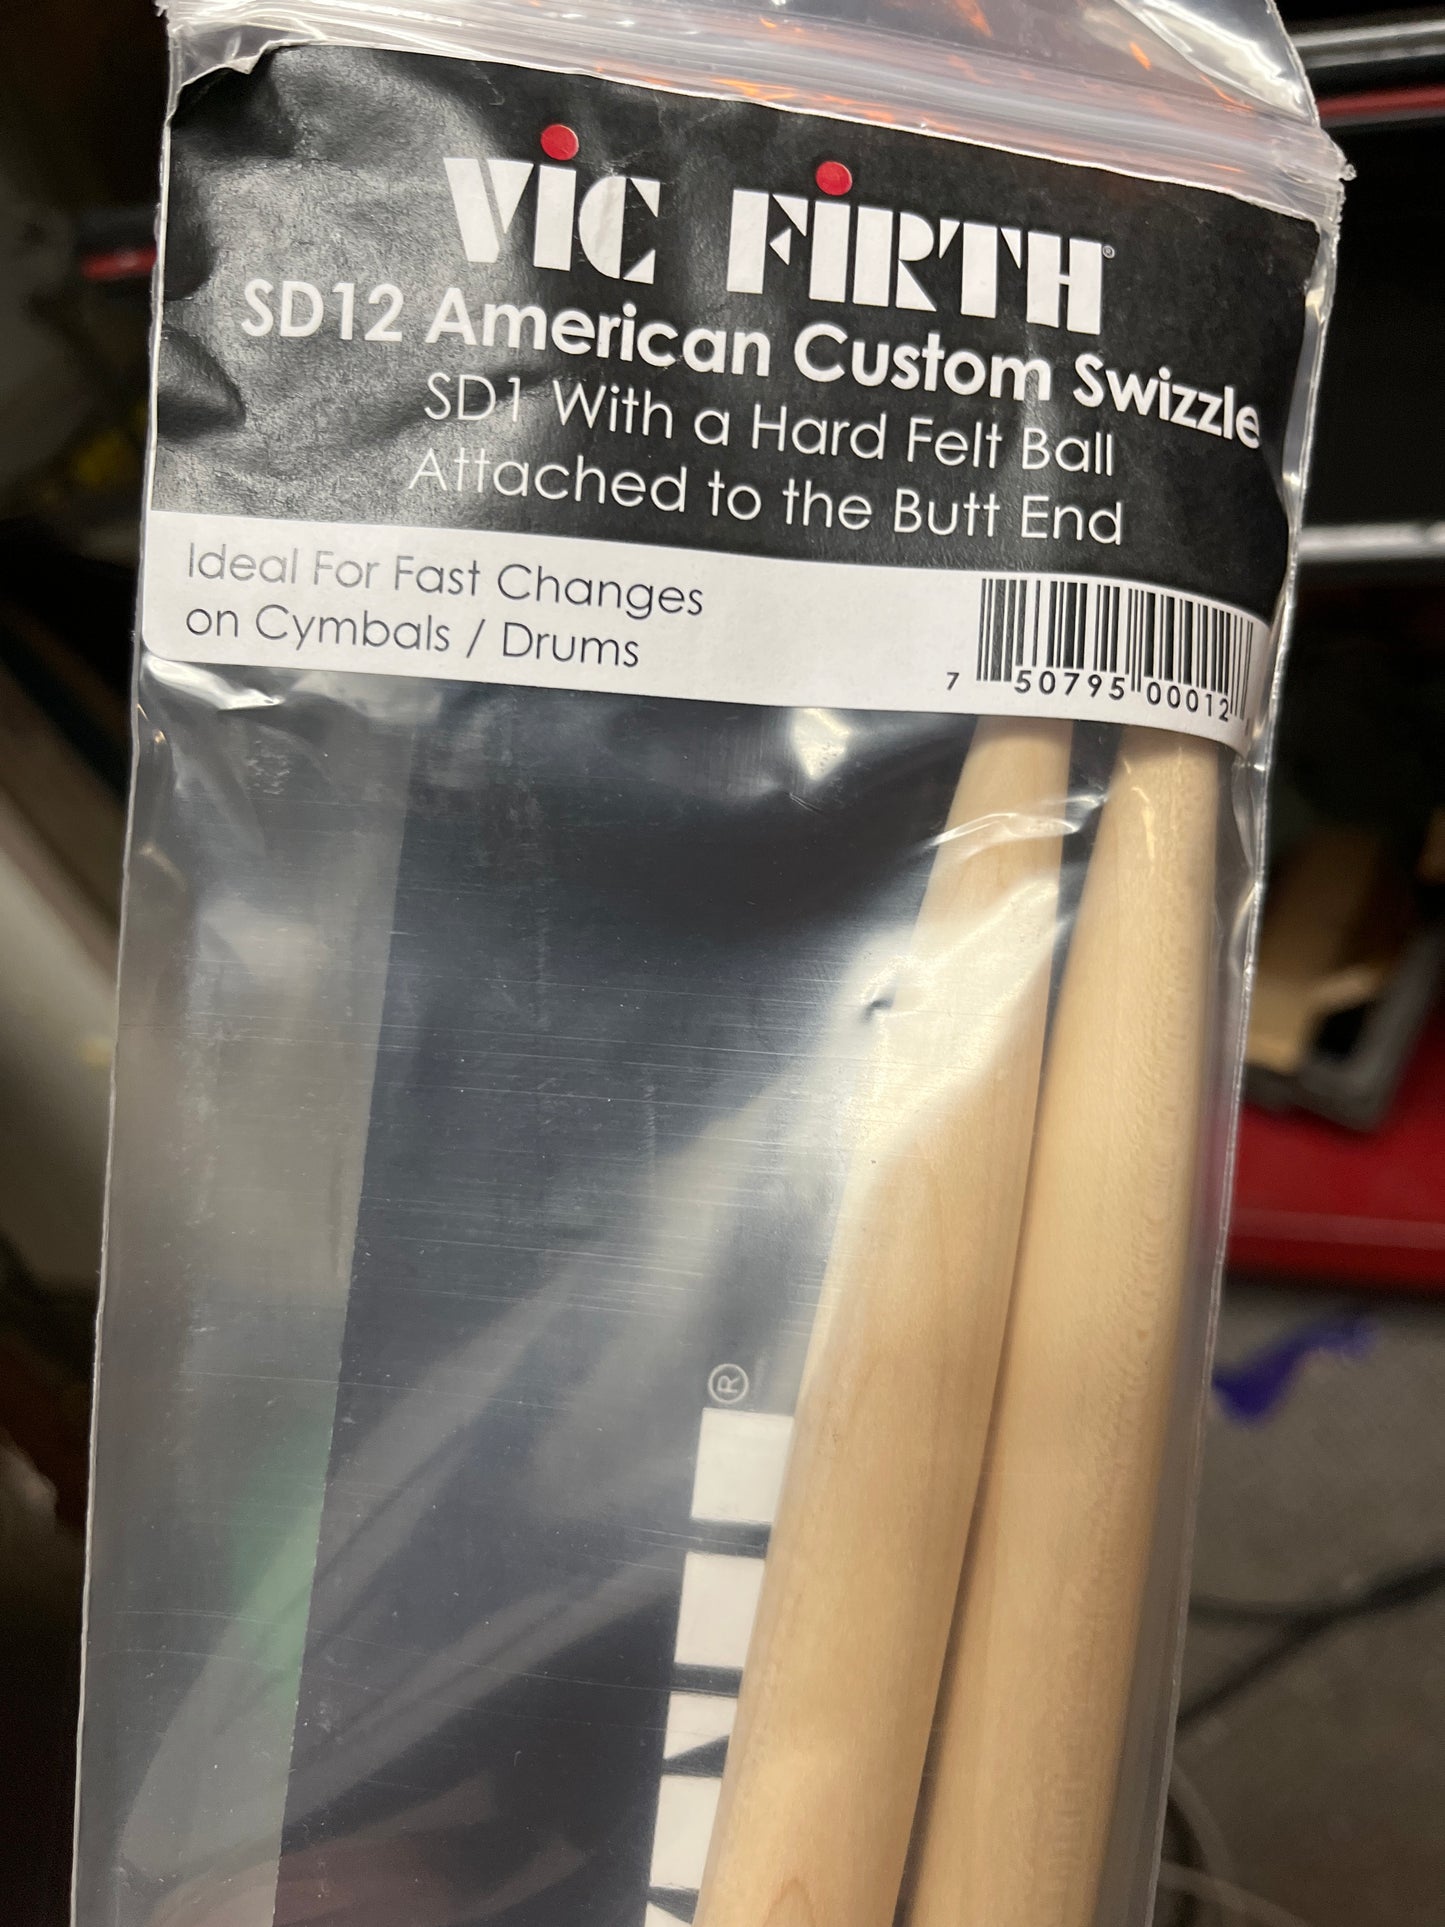 VIC FIRTH®
SD12 American Custom Swizzle
SD1 With a Hard Felt Ball
Attached to the Butt End
Ideal For Fast Changes
on Cymbals / Drums
7 50795 00012
®